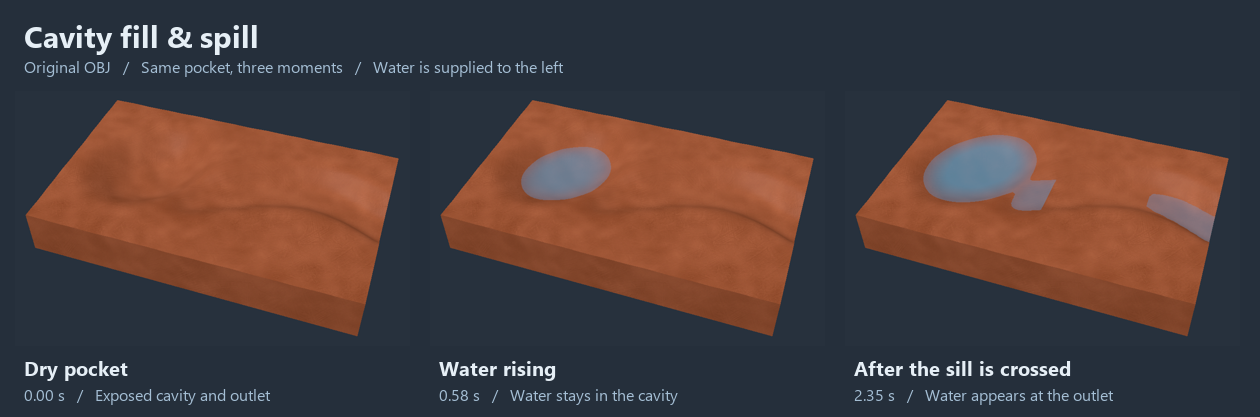 Cavity fill & spill
Original OBJ / Same pocket, three moments / Water is supplied to the left
Dry pocket
0.00 s / Exposed cavity and outlet
Water rising
0.58 s / Water stays in the cavity
After the sill is crossed
2.35 s / Water appears at the outlet